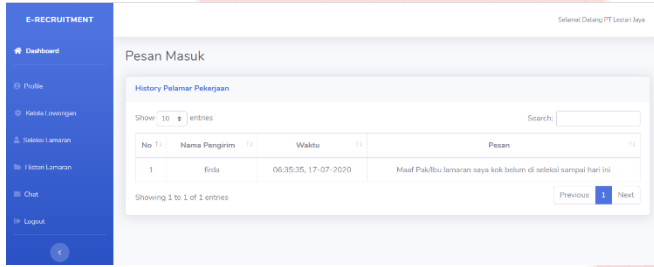 E-RECRUITMENT
Selamat Datang PT Lestari Jaya
Dashboard
Profile
Kelola Lowongan
Seleksi Lamaran
Histori Lamaran
Chat
Logout
Pesan Masuk
History Pelamar Pekerjaan
Show 10 entries
Search:
No Nama Pengirim Waktu Pesan
1 firda 06:35:35, 17-07-2020 Maaf Pak/Ibu lamaran saya kok belum di seleksi sampai hari ini
Showing 1 to 1 of 1 entries
Previous 1 Next